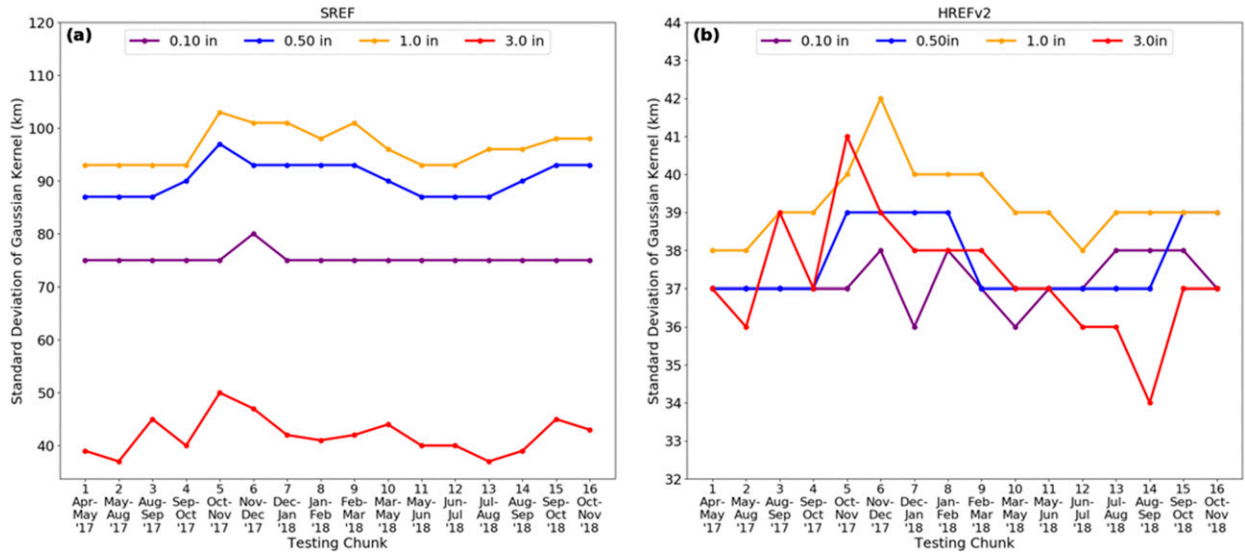 SREF
(a)
0.10 in 0.50 in 1.0 in 3.0 in
Standard Deviation of Gaussian Kernel (km)
120
110
100
90
80
70
60
50
40
1 2 3 4 5 6 7 8 9 10 11 12 13 14 15 16
Apr- May- Aug- Sep- Oct- Nov- Dec- Jan- Feb- Mar- May- Jun- Jul- Aug- Sep- Oct-
May Aug Sep Oct Nov Dec Jan Feb Mar May Jun Jul Aug Sep Oct Nov
'17 '17 '17 '17 '17 '17 '18 '18 '18 '18 '18 '18 '18 '18 '18 '18
Testing Chunk
HREFv2
(b)
0.10 in 0.50in 1.0 in 3.0in
Standard Deviation of Gaussian Kernel (km)
44
43
42
41
40
39
38
37
36
35
34
33
32
1 2 3 4 5 6 7 8 9 10 11 12 13 14 15 16
Apr- May- Aug- Sep- Oct- Nov- Dec- Jan- Feb- Mar- May- Jun- Jul- Aug- Sep- Oct-
May Aug Sep Oct Nov Dec Jan Feb Mar May Jun Jul Aug Sep Oct Nov
'17 '17 '17 '17 '17 '17 '18 '18 '18 '18 '18 '18 '18 '18 '18 '18
Testing Chunk